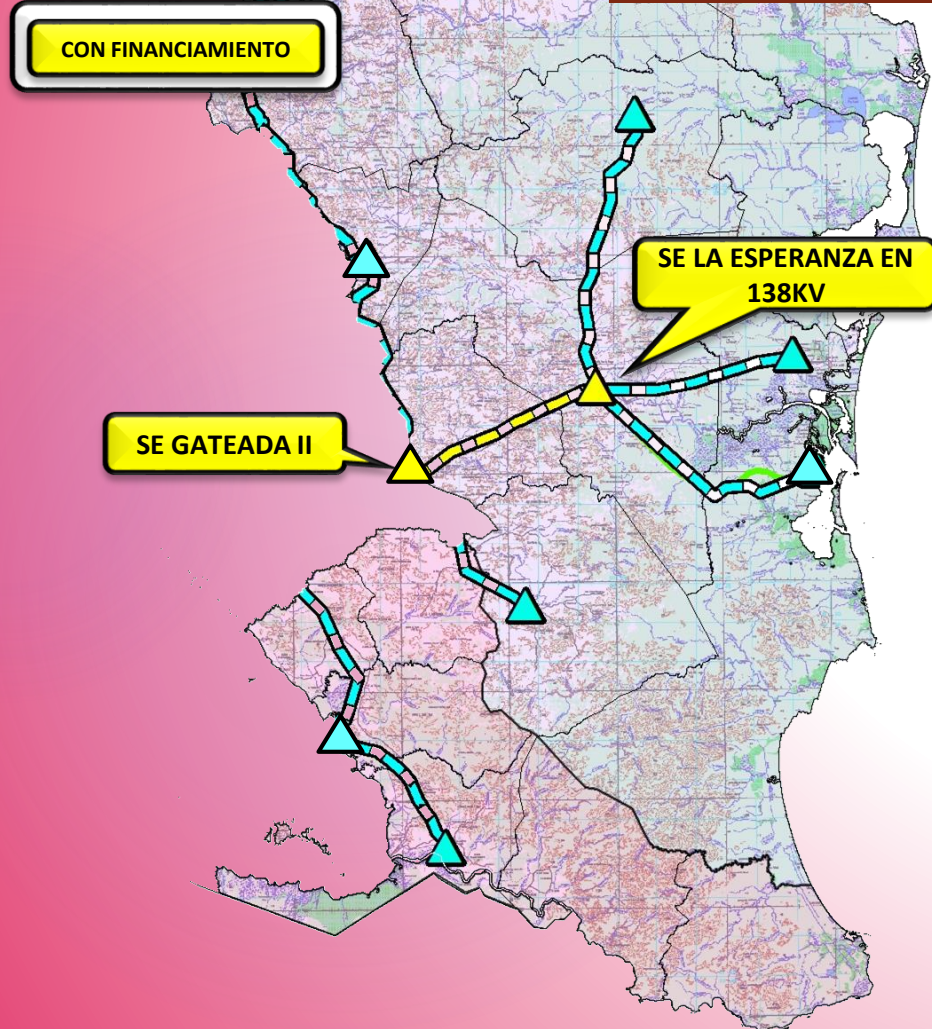 CON FINANCIAMIENTO
SE LA ESPERANZA EN
138KV
SE GATEADA II